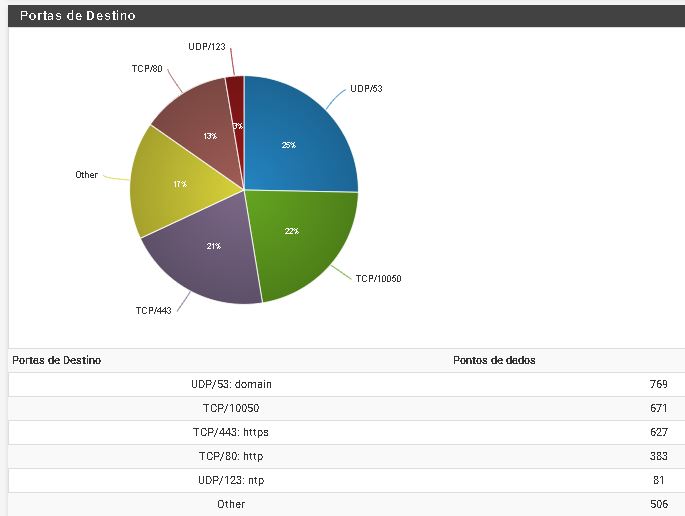 Portas de Destino
UDP/123
TCP/80
UDP/53
3%
13%
25%
Other
17%
22%
21%
TCP/10050
TCP/443
Portas de Destino Pontos de dados
UDP/53: domain 769
TCP/10050 671
TCP/443: https 627
TCP/80: http 383
UDP/123: ntp 81
Other 506